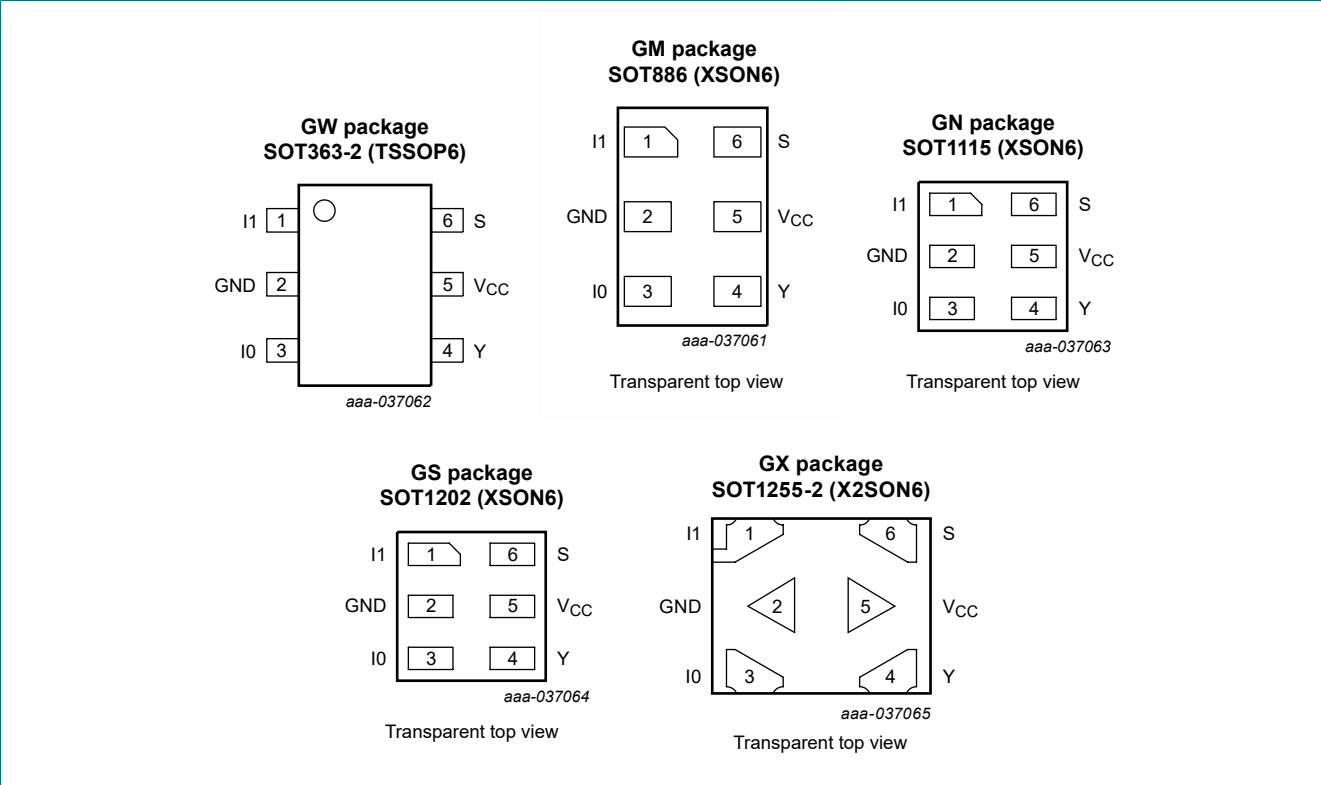 GM package
SOT886 (XSON6)
I1 1 6 S
GND 2 5 VCC
I0 3 4 Y
aaa-037061
Transparent top view
GW package
SOT363-2 (TSSOP6)
I1 1 6 S
GND 2 5 VCC
I0 3 4 Y
aaa-037062
GN package
SOT1115 (XSON6)
I1 1 6 S
GND 2 5 VCC
I0 3 4 Y
aaa-037063
Transparent top view
GS package
SOT1202 (XSON6)
I1 1 6 S
GND 2 5 VCC
I0 3 4 Y
aaa-037064
Transparent top view
GX package
SOT1255-2 (X2SON6)
I1 1 6 S
GND 2 5 VCC
I0 3 4 Y
aaa-037065
Transparent top view